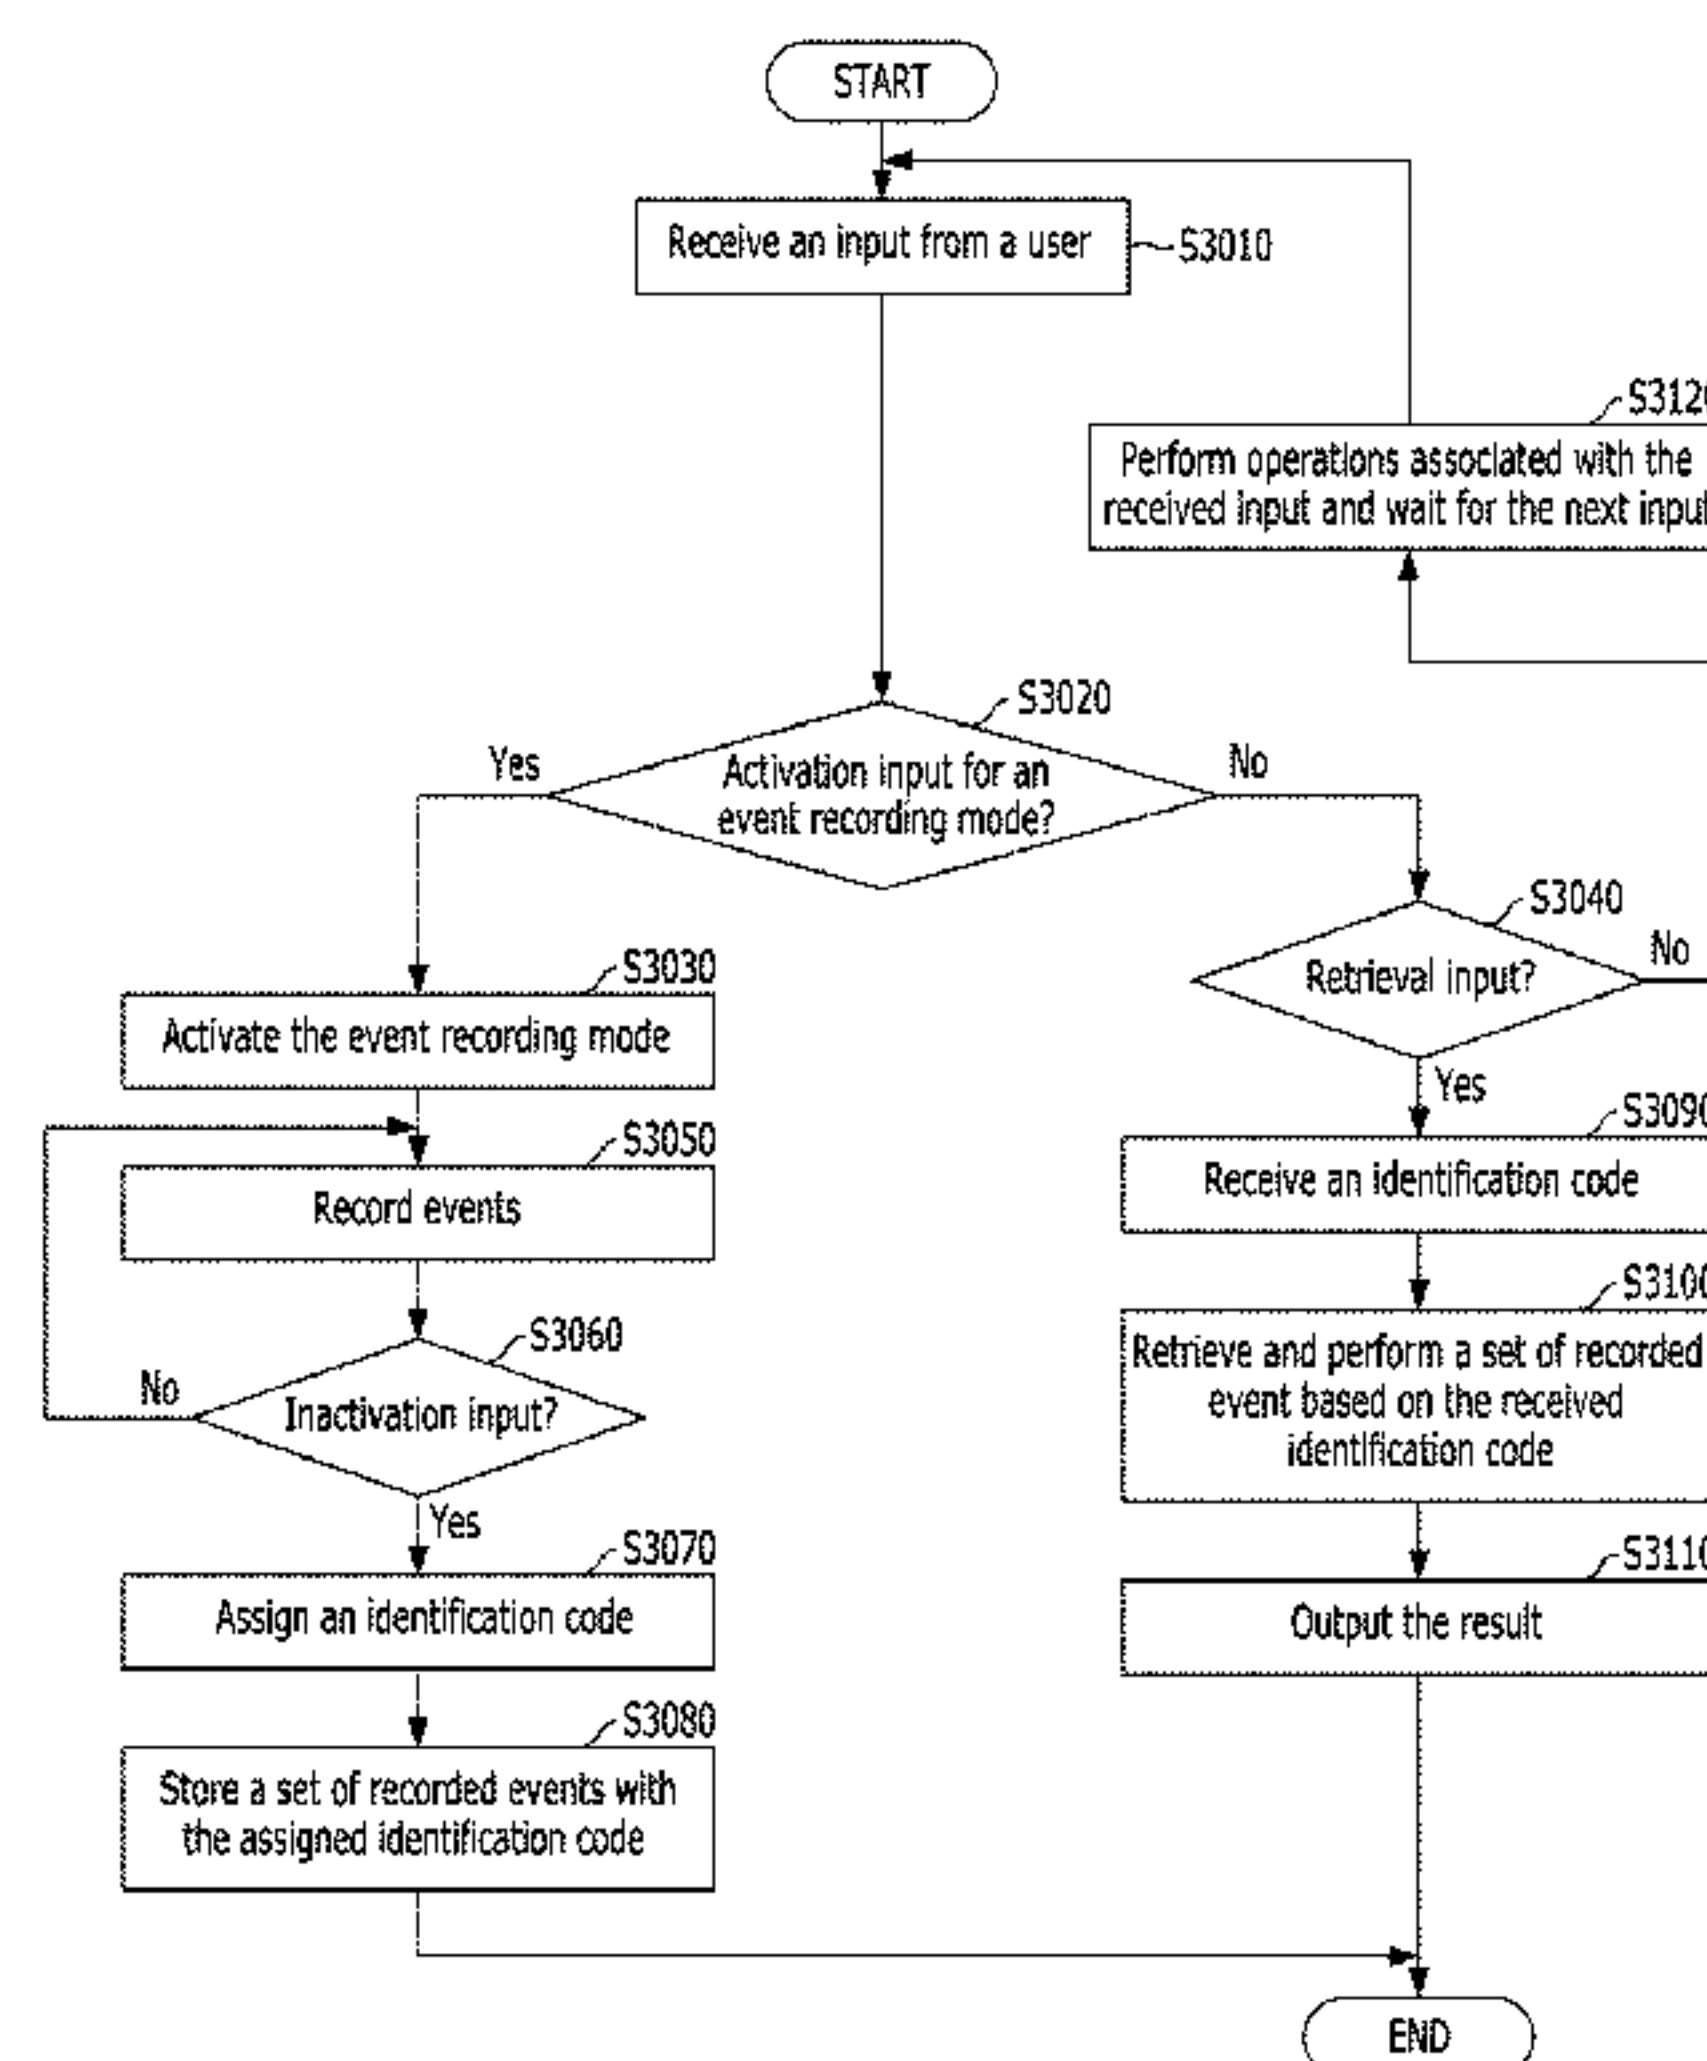 START
Receive an input from a user
S3010
S312
Perform operations associated with the
received input and wait for the next input
S3020
Activation input for an
event recording mode?
Yes
No
S3040
Retrieval input?
No
Yes
S3030
Activate the event recording mode
S3050
Record events
S3060
Inactivation input?
No
Yes
S3070
Assign an identification code
S3080
Store a set of recorded events with
the assigned identification code
S3090
Receive an identification code
S3100
Retrieve and perform a set of recorded
event based on the received
identification code
S3110
Output the result
END